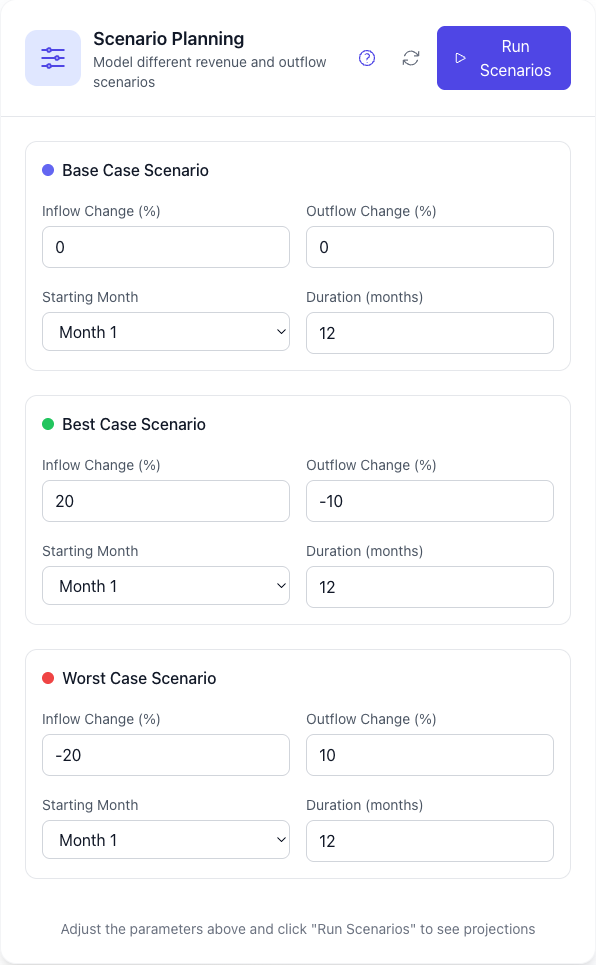 Scenario Planning
Model different revenue and outflow
scenarios
Run
Scenarios
Base Case Scenario
Inflow Change (%)
Outflow Change (%)
0
0
Starting Month
Duration (months)
Month 1
12
Best Case Scenario
Inflow Change (%)
Outflow Change (%)
20
-10
Starting Month
Duration (months)
Month 1
12
Worst Case Scenario
Inflow Change (%)
Outflow Change (%)
-20
10
Starting Month
Duration (months)
Month 1
12
Adjust the parameters above and click "Run Scenarios" to see projections